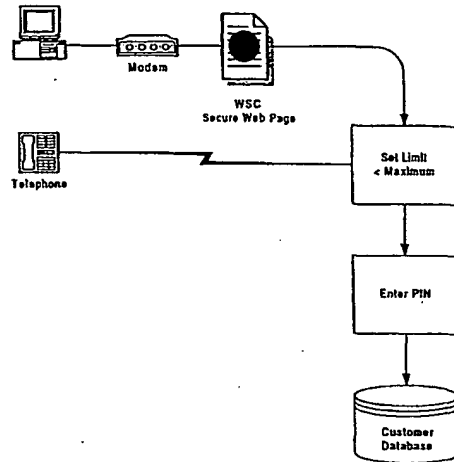 Modem
WSC
Secure Web Page
Telephone
Set Limit
< Maximum
Enter PIN
Customer
Database